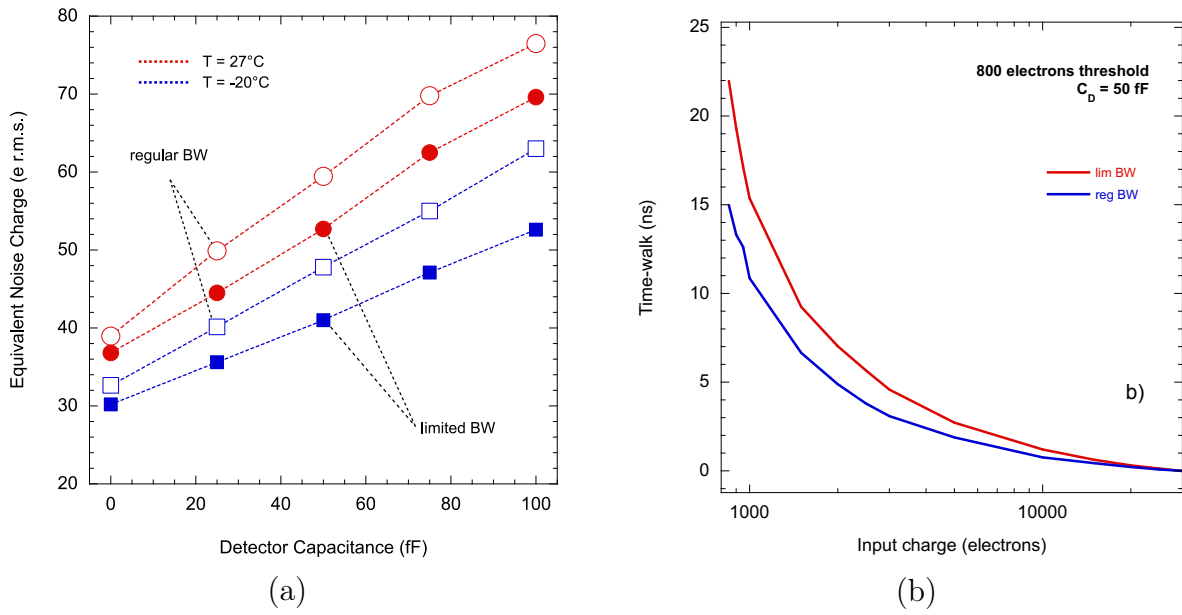 80
70
60
50
40
30
20
0
20
40
60
80
100
Equivalent Noise Charge (e r.m.s.)
Detector Capacitance (fF)
T = 27°C
T = -20°C
regular BW
limited BW
(a)
25
20
15
10
5
0
1000
10000
Time-walk (ns)
Input charge (electrons)
800 electrons threshold
C_D = 50 fF
lim BW
reg BW
b)
(b)